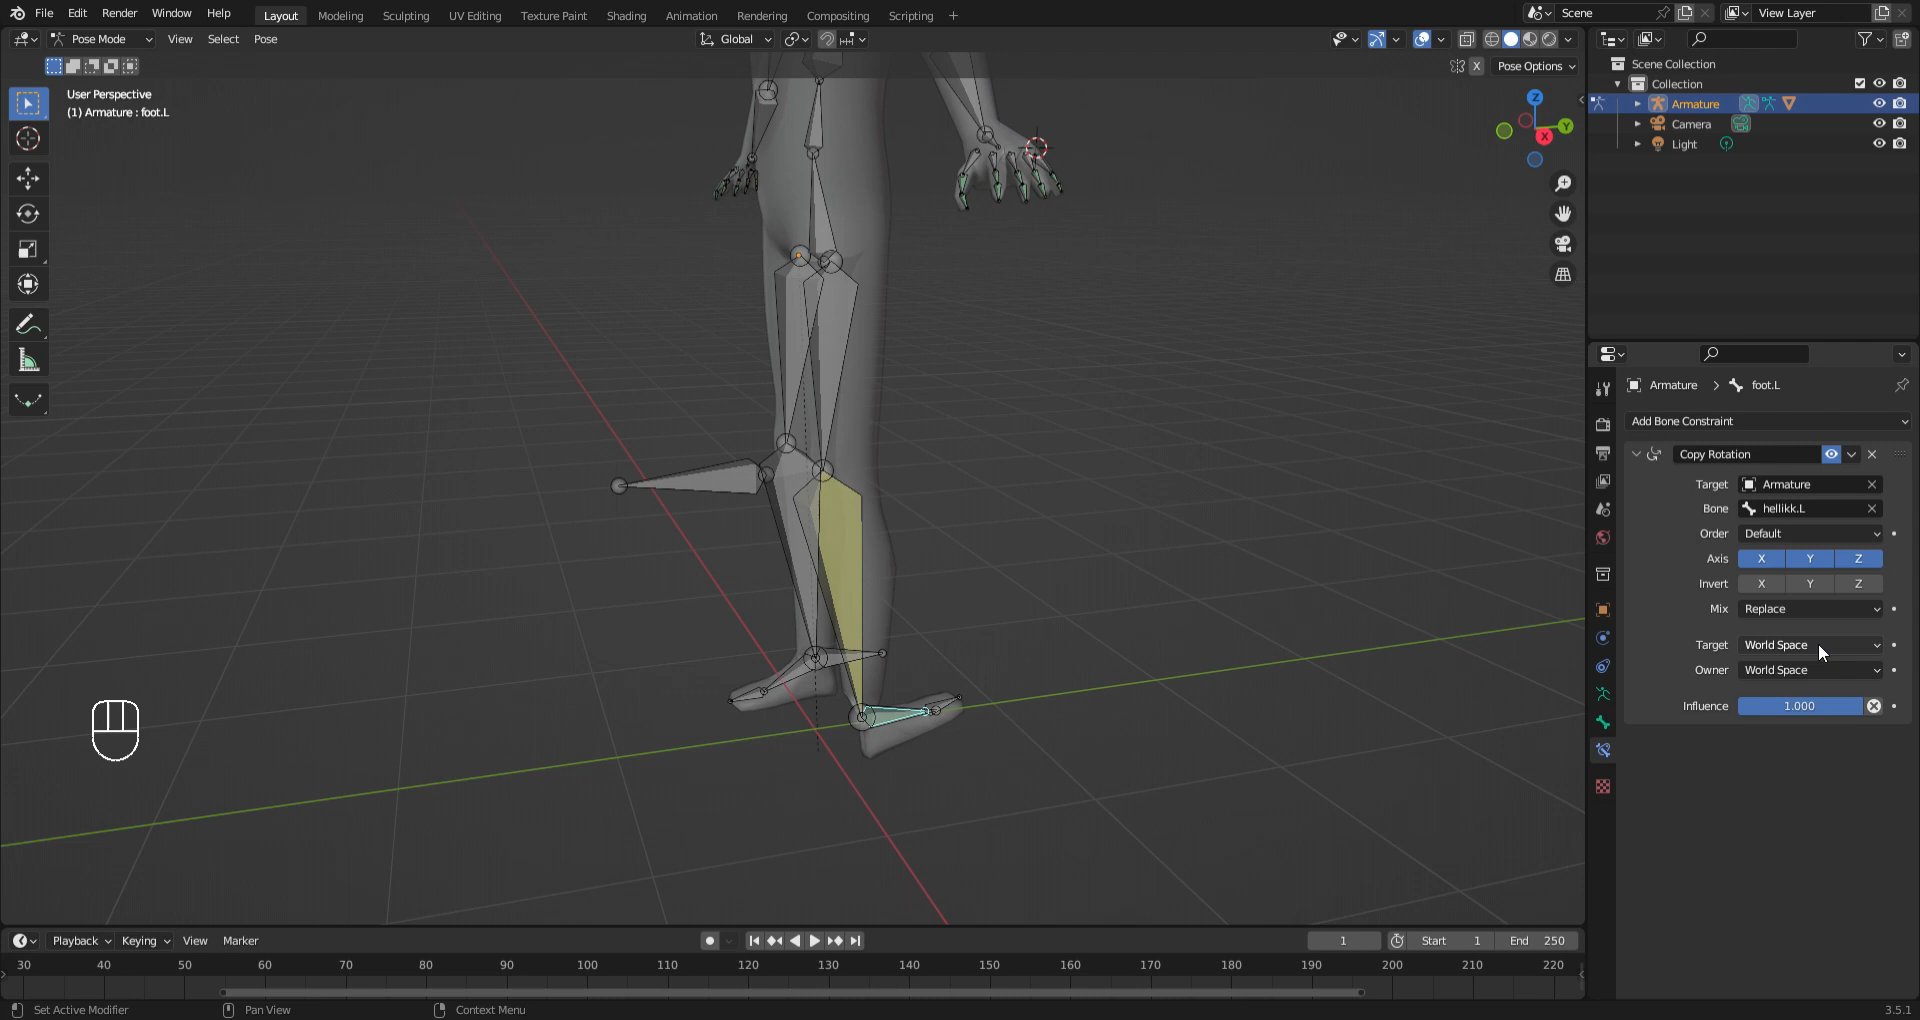 File Edit Render Window Help Layout Modeling Sculpting UV Editing Texture Paint Shading Animation Rendering Compositing Scripting + Scene View Layer
Pose Mode View Select Pose Global
X Pose Options
User Perspective
(1) Armature : foot.L
Z
Y
X
Scene Collection
Collection
Armature
Camera
Light
Armature > foot.L
Add Bone Constraint
Copy Rotation
Target Armature
Bone hellikk.L
Order Default
Axis X Y Z
Invert X Y Z
Mix Replace
Target World Space
Owner World Space
Influence 1.000
Playback Keying View Marker 1 Start 1 End 250
30 40 50 60 70 80 90 100 110 120 130 140 150 160 170 180 190 200 210 220
Set Active Modifier Pan View Context Menu 3.5.1